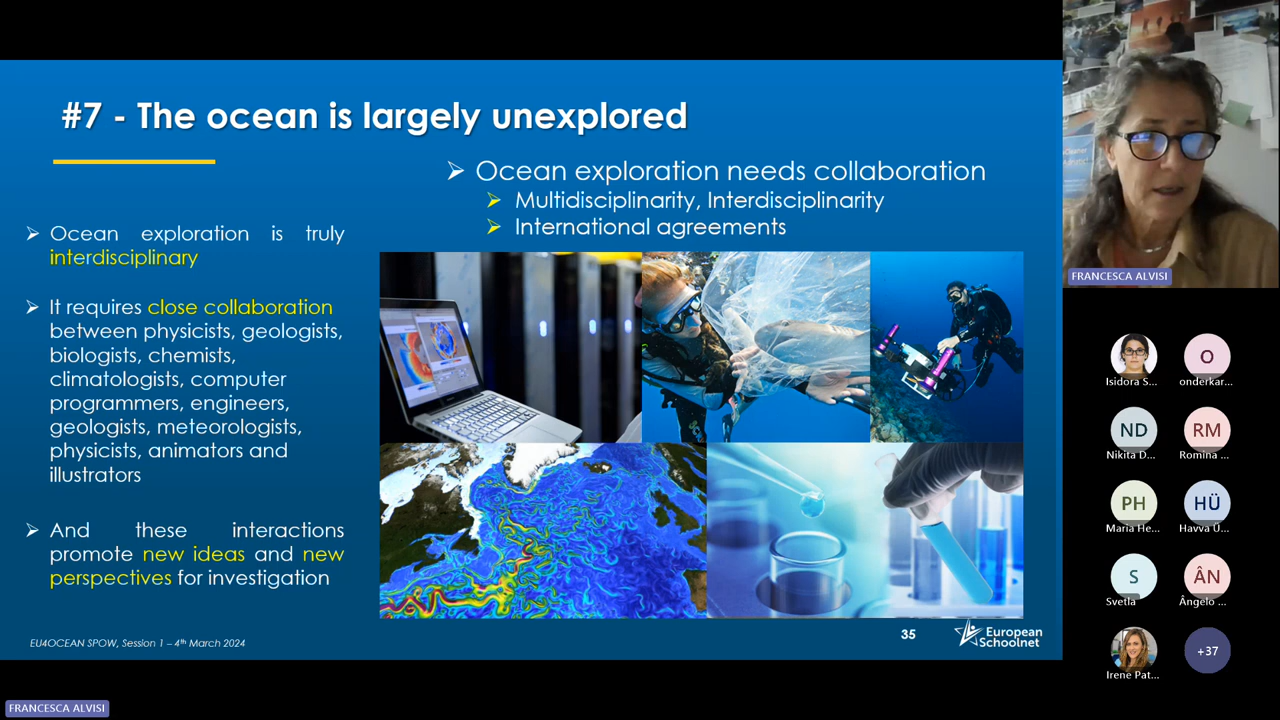 #7 - The ocean is largely unexplored
➢ Ocean exploration needs collaboration
➢ Multidisciplinarity, Interdisciplinarity
➢ International agreements
➢ Ocean exploration is truly
interdisciplinary
➢ It requires close collaboration
between physicists, geologists,
biologists, chemists,
climatologists, computer
programmers, engineers,
geologists, meteorologists,
physicists, animators and
illustrators
➢ And these interactions
promote new ideas and new
perspectives for investigation
EU4OCEAN SPOW, Session 1 – 4th March 2024
35
European
Schoolnet
FRANCESCA ALVISI
FRANCESCA ALVISI
Isidora S...
O
onderkar...
ND
Nikita D...
RM
Romina ...
PH
Maria He...
HÜ
Havva Ü...
S
Svetla
ÂN
Ângelo ...
Irene Pat...
+37